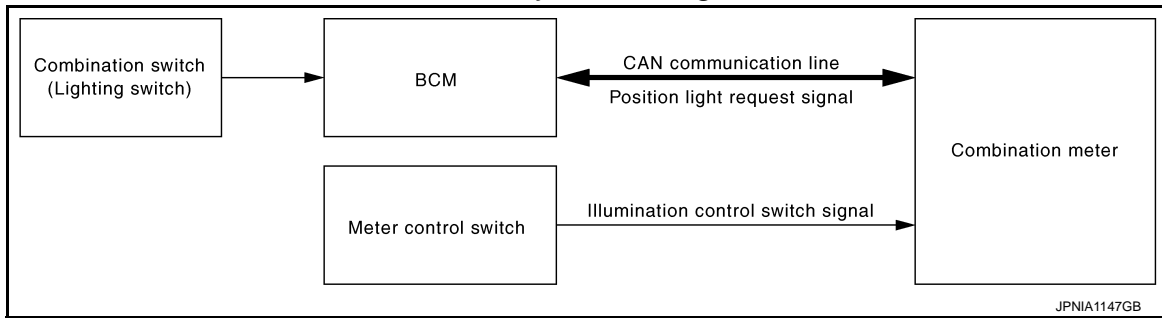 Combination switch
(Lighting switch)
BCM
CAN communication line
Position light request signal
Combination meter
Meter control switch
Illumination control switch signal
JPNIA1147GB